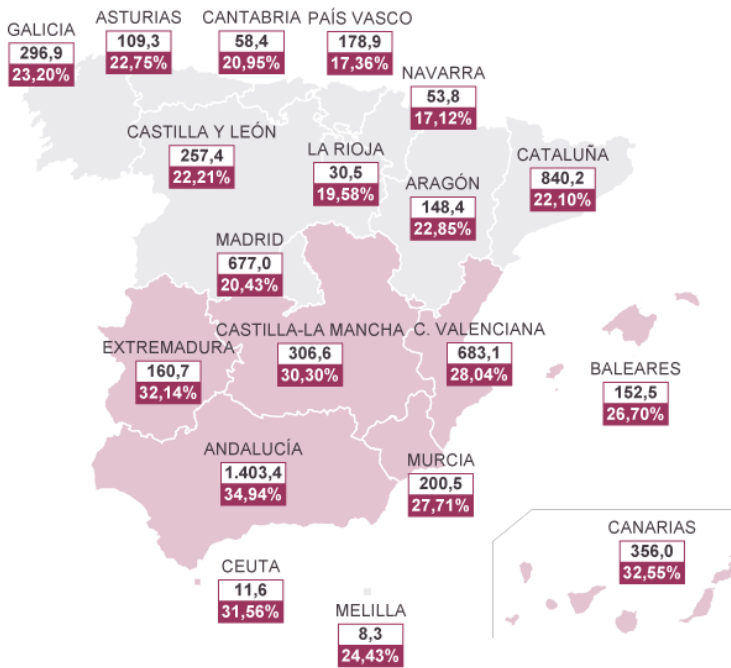 GALICIA
296,9
23,20%
ASTURIAS
109,3
22,75%
CANTABRIA
58,4
20,95%
PAÍS VASCO
178,9
17,36%
NAVARRA
53,8
17,12%
CASTILLA Y LEÓN
257,4
22,21%
LA RIOJA
30,5
19,58%
ARAGÓN
148,4
22,85%
CATALUÑA
840,2
22,10%
MADRID
677,0
20,43%
EXTREMADURA
160,7
32,14%
CASTILLA-LA MANCHA
306,6
30,30%
C. VALENCIANA
683,1
28,04%
BALEARES
152,5
26,70%
ANDALUCÍA
1.403,4
34,94%
MURCIA
200,5
27,71%
CANARIAS
356,0
32,55%
CEUTA
11,6
31,56%
MELILLA
8,3
24,43%